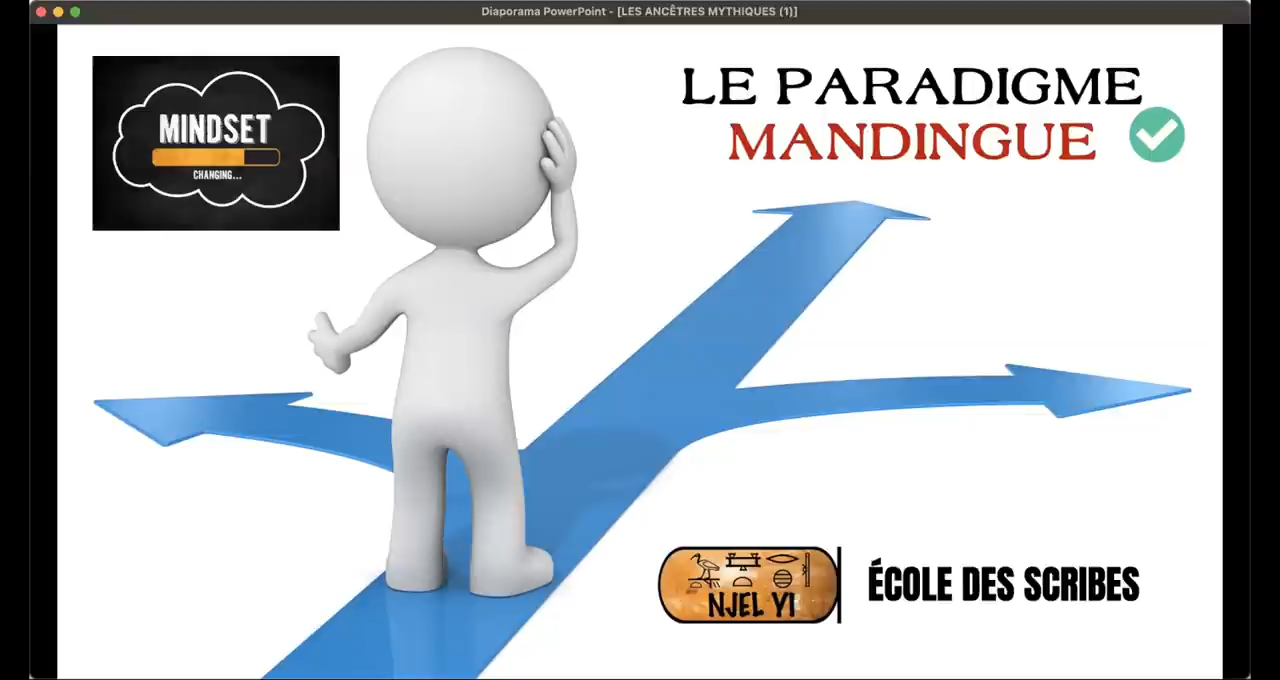 Diaporama PowerPoint - [LES ANCÊTRES MYTHIQUES (1)]
MINDSET
CHANGING...
LE PARADIGME
MANDINGUE
NJEL YI
ÉCOLE DES SCRIBES